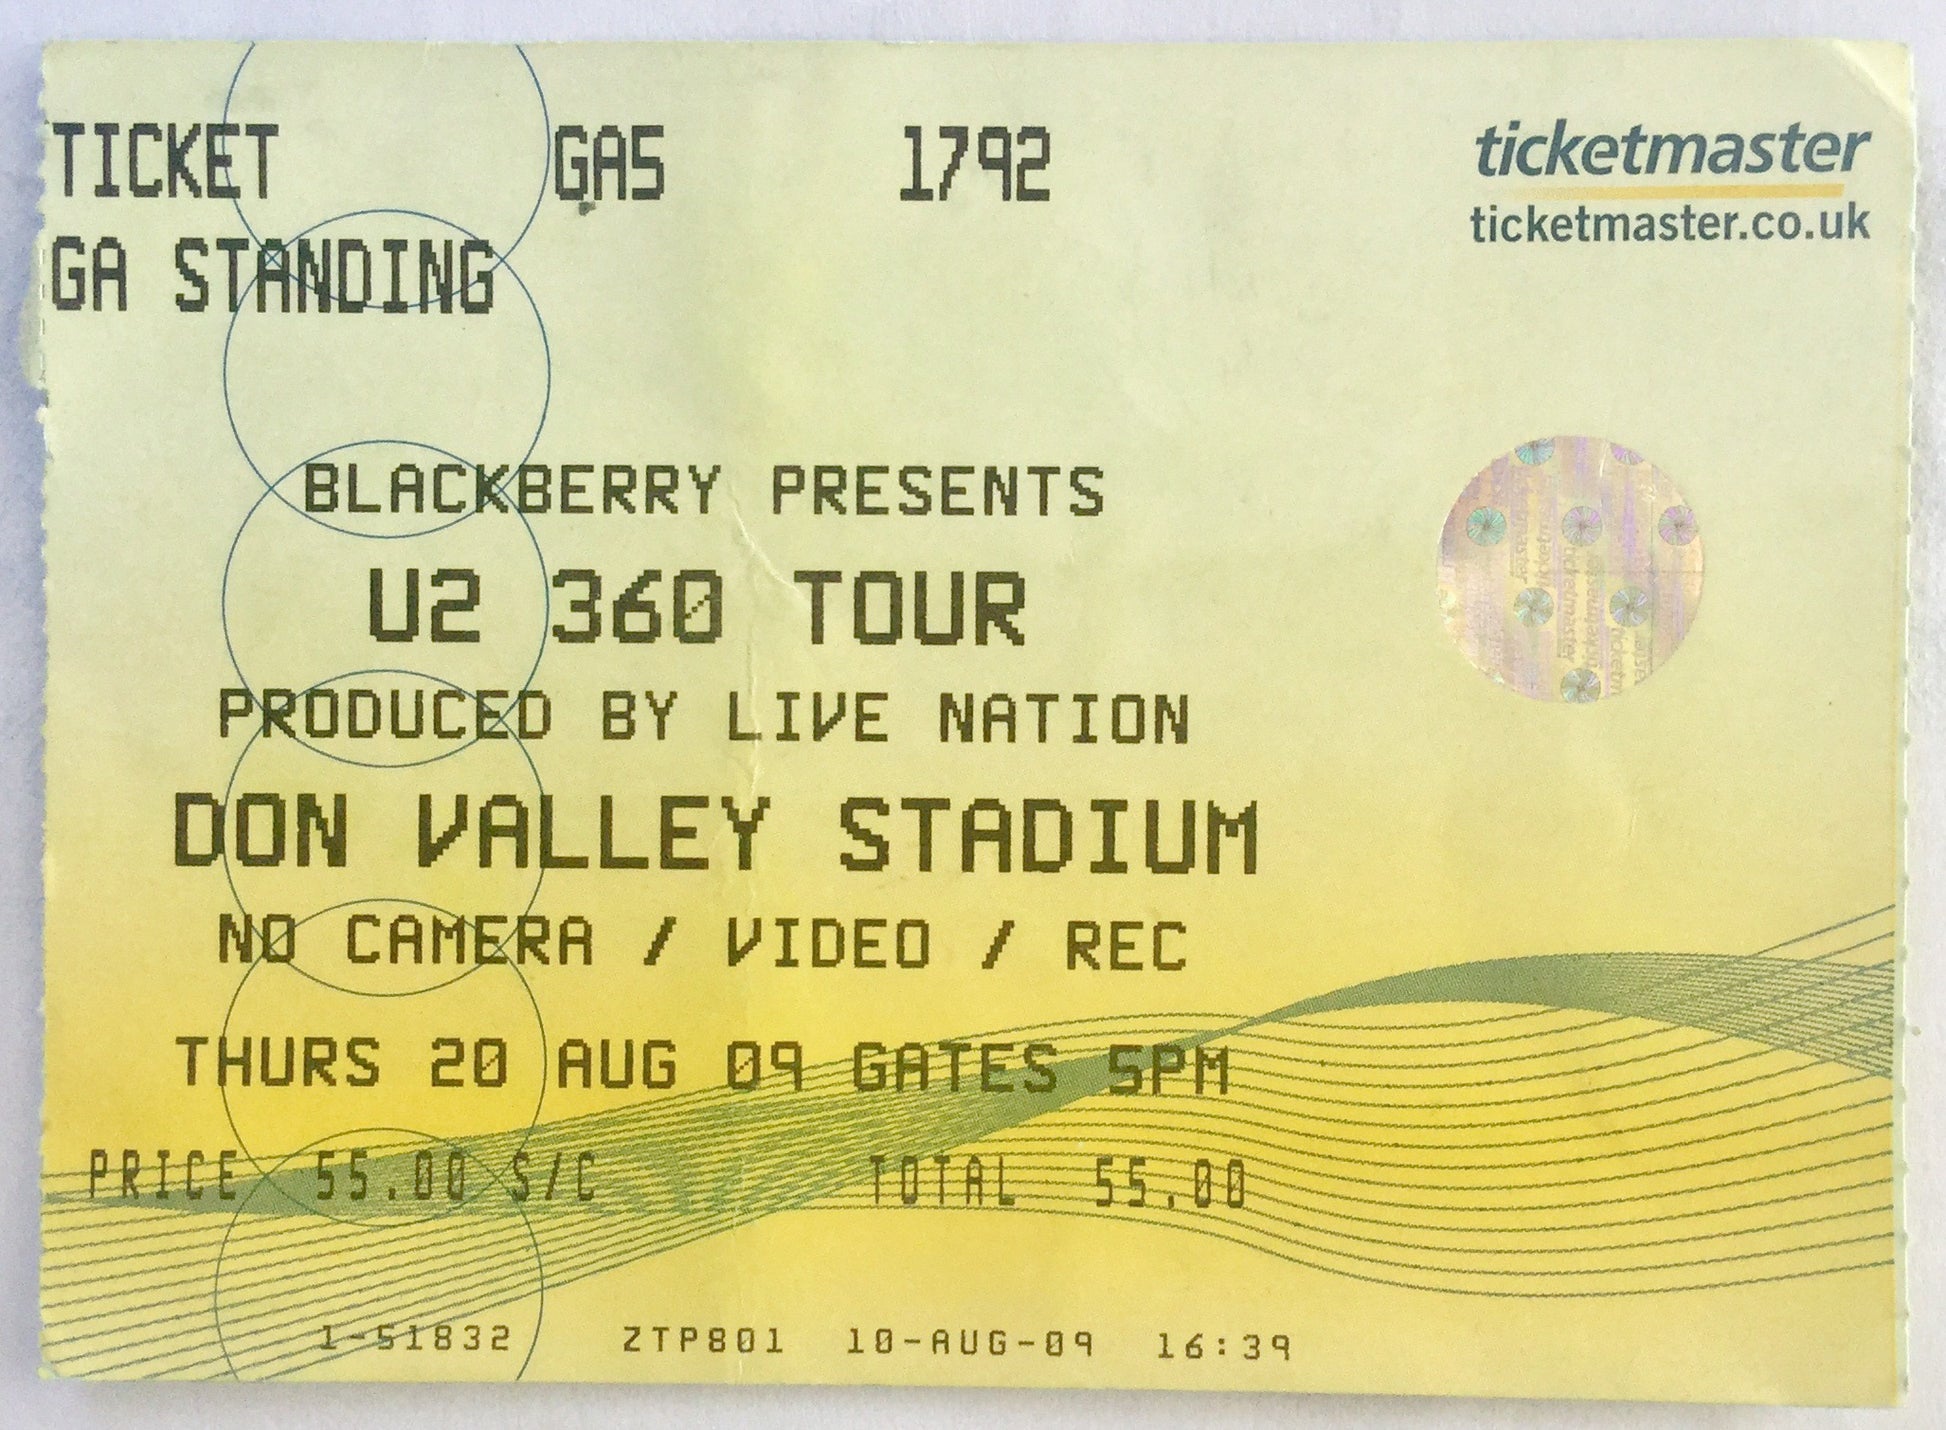 TICKET GAS 1792
GA STANDING
ticketmaster
ticketmaster.co.uk
BLACKBERRY PRESENTS
U2 360 TOUR
PRODUCED BY LIVE NATION
DON VALLEY STADIUM
NO CAMERA / VIDEO / REC
THURS 20 AUG 09 GATES 5PM
PRICE 55.00 S/C TOTAL 55.00
1-51832 ZTP801 10-AUG-09 16:39